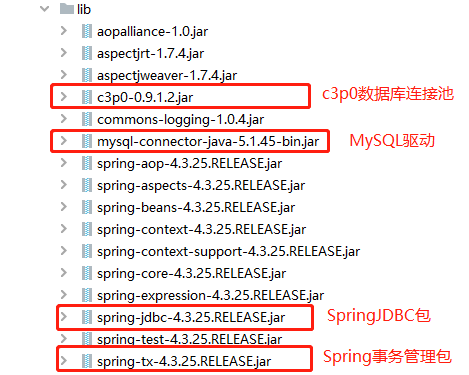 lib
aopalliance-1.0.jar
aspectjrt-1.7.4.jar
aspectjweaver-1.7.4.jar
c3p0-0.9.1.2.jar c3p0数据库连接池
commons-logging-1.0.4.jar
mysql-connector-java-5.1.45-bin.jar MySQL驱动
spring-aop-4.3.25.RELEASE.jar
spring-aspects-4.3.25.RELEASE.jar
spring-beans-4.3.25.RELEASE.jar
spring-context-4.3.25.RELEASE.jar
spring-context-support-4.3.25.RELEASE.jar
spring-core-4.3.25.RELEASE.jar
spring-expression-4.3.25.RELEASE.jar
spring-jdbc-4.3.25.RELEASE.jar SpringJDBC包
spring-test-4.3.25.RELEASE.jar
spring-tx-4.3.25.RELEASE.jar Spring事务管理包